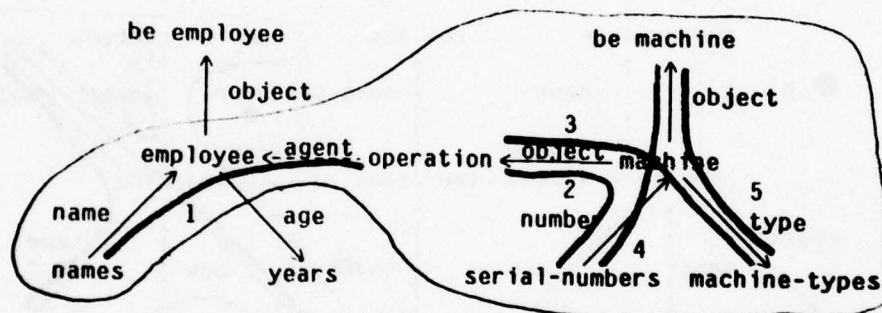 be employee be machine
object object
3
employee agent operation object machine
2 5
name 1 age number type
4
names years serial-numbers machine-types